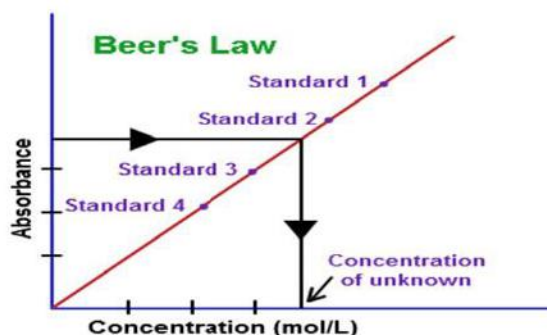 Beer's Law
Standard 1
Standard 2
Standard 3
Standard 4
Absorbance
Concentration
of unknown
Concentration (mol/L)